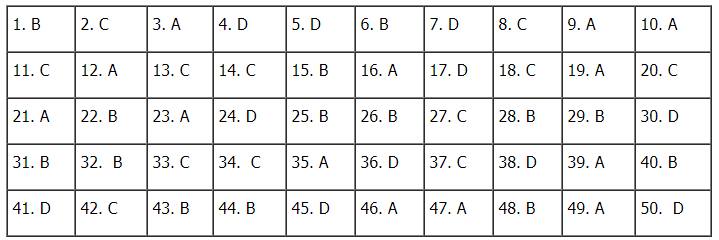 1. B 2. C 3. A 4. D 5. D 6. B 7. D 8. C 9. A 10. A
11. C 12. A 13. C 14. C 15. B 16. A 17. D 18. C 19. A 20. C
21. A 22. B 23. A 24. D 25. B 26. B 27. C 28. B 29. B 30. D
31. B 32. B 33. C 34. C 35. A 36. D 37. C 38. D 39. A 40. B
41. D 42. C 43. B 44. B 45. D 46. A 47. A 48. B 49. A 50. D